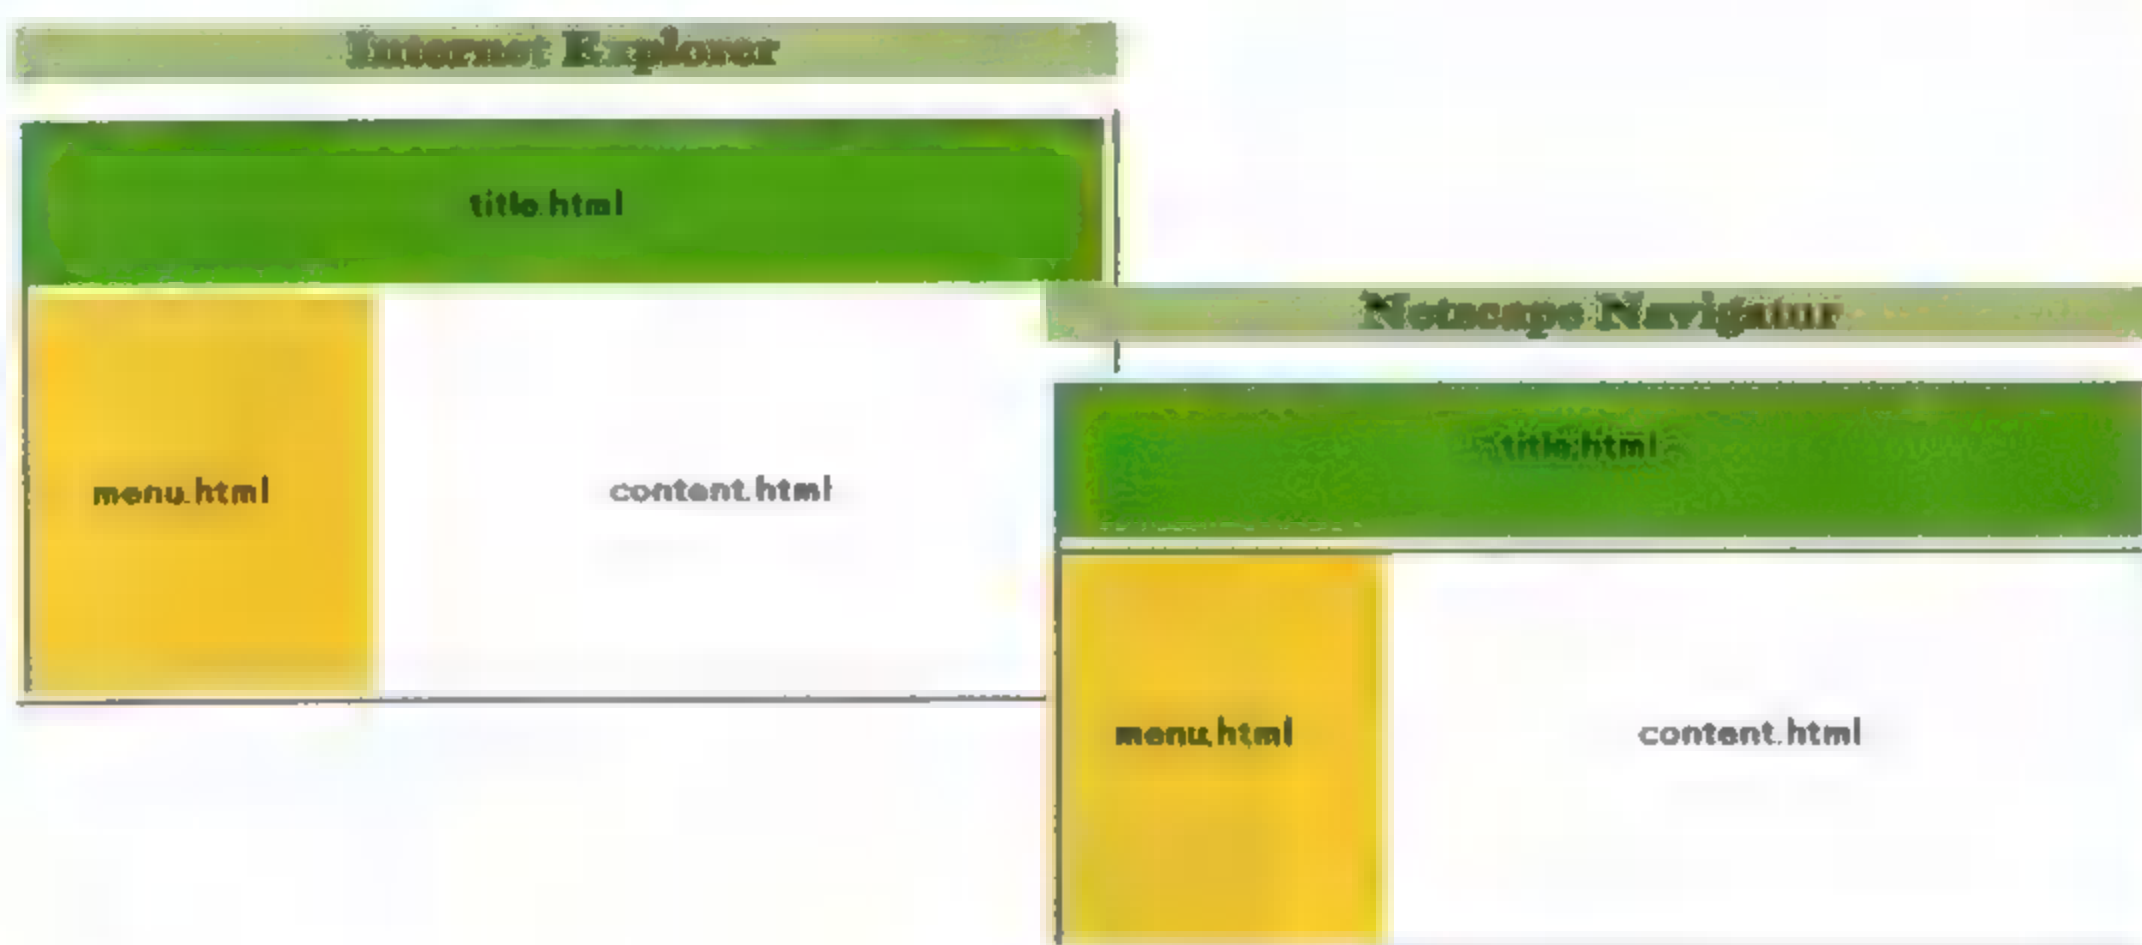 Internet Explorer
title.html
menu.html
content.html
Netscape Navigator
title.html
menu.html
content.html